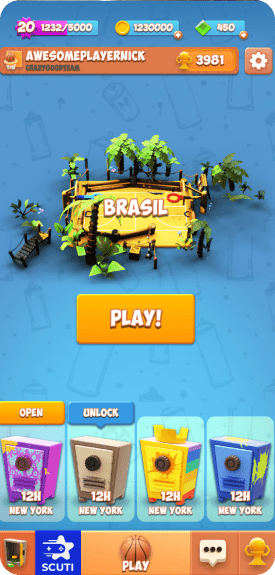 20 1232/5000 1230000 450
AWESOMEPLAYERNICK
CRAZYGOODTEAM
3981
BRASIL
PLAY!
OPEN UNLOCK
12H 12H 12H 12H
NEW YORK NEW YORK NEW YORK NEW YORK
SCUTI PLAY